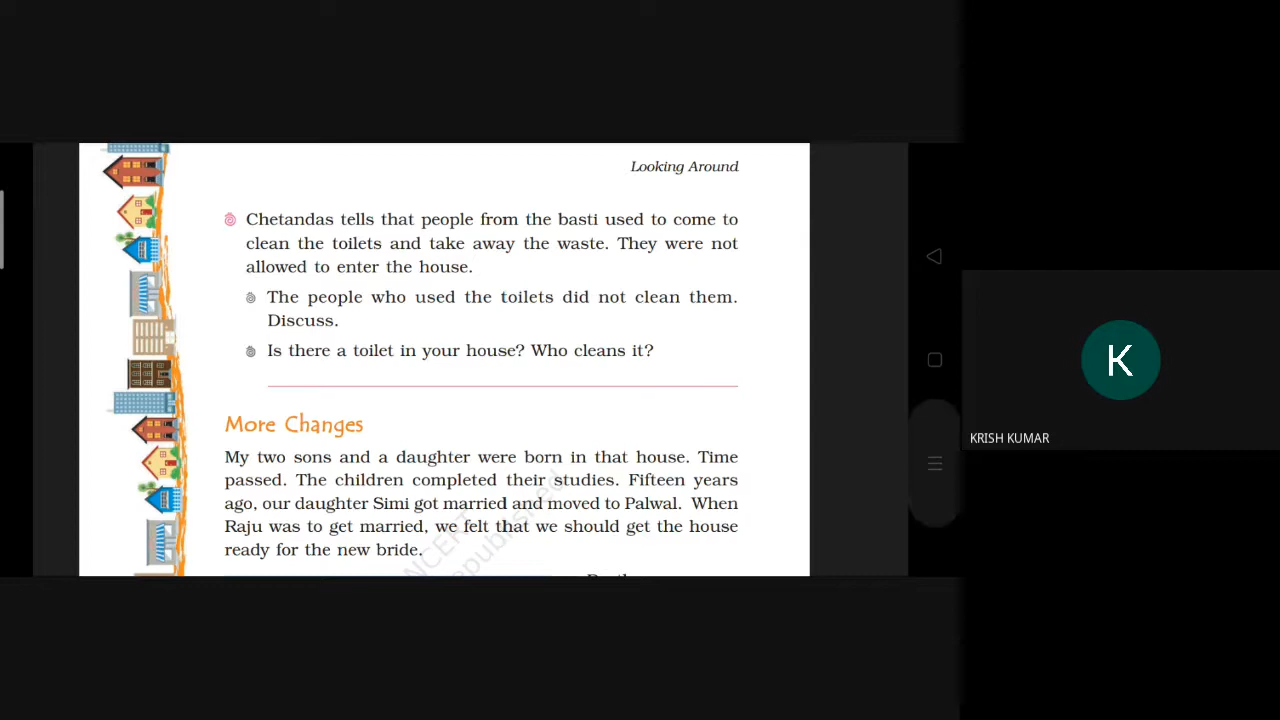 Looking Around
Chetandas tells that people from the basti used to come to
clean the toilets and take away the waste. They were not
allowed to enter the house.
The people who used the toilets did not clean them.
Discuss.
Is there a toilet in your house? Who cleans it?
More Changes
My two sons and a daughter were born in that house. Time
passed. The children completed their studies. Fifteen years
ago, our daughter Simi got married and moved to Palwal. When
Raju was to get married, we felt that we should get the house
ready for the new bride.
NCERT
republished
K
KRISH KUMAR